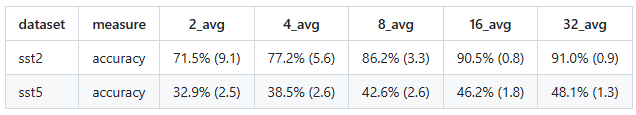 dataset measure 2_avg 4_avg 8_avg 16_avg 32_avg
sst2 accuracy 71.5% (9.1) 77.2% (5.6) 86.2% (3.3) 90.5% (0.8) 91.0% (0.9)
sst5 accuracy 32.9% (2.5) 38.5% (2.6) 42.6% (2.6) 46.2% (1.8) 48.1% (1.3)